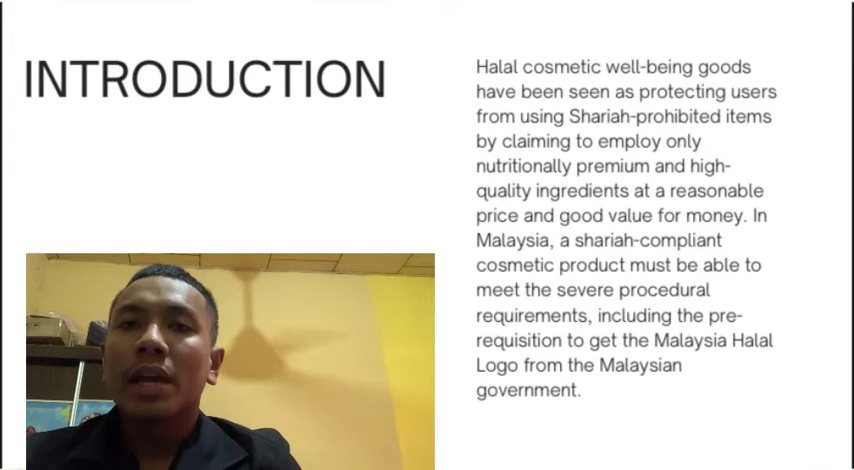 INTRODUCTION
Halal cosmetic well-being goods
have been seen as protecting users
from using Shariah-prohibited items
by claiming to employ only
nutritionally premium and high-
quality ingredients at a reasonable
price and good value for money. In
Malaysia, a shariah-compliant
cosmetic product must be able to
meet the severe procedural
requirements, including the pre-
requisition to get the Malaysia Halal
Logo from the Malaysian
government.